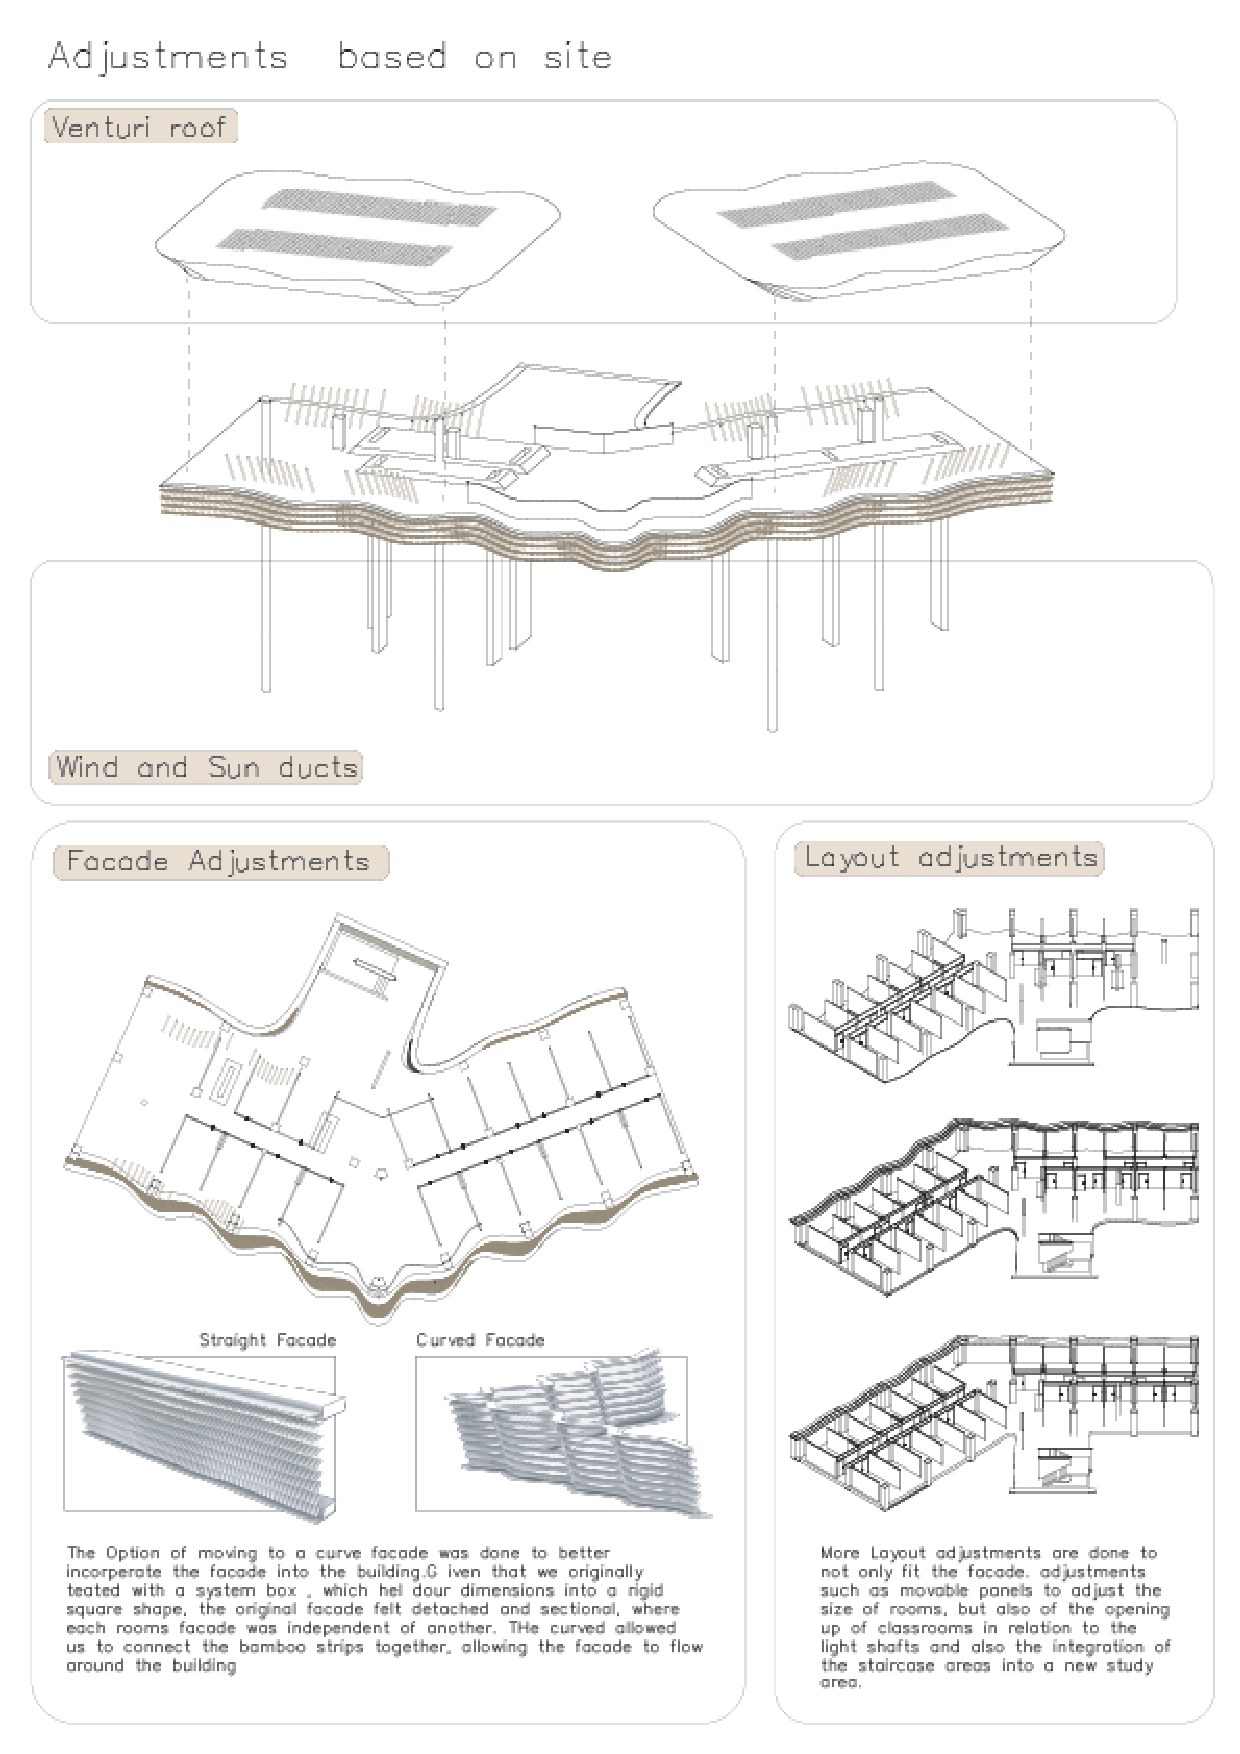 Adjustments based on site
Venturi roof
Wind and Sun ducts
Facade Adjustments
Layout adjustments
Straight Facade
Curved Facade
The Option of moving to a curve facade was done to better
incorperate the facade into the building.G iven that we originally
teated with a system box , which hel dour dimensions into a rigid
square shape, the original facade felt detached and sectional, where
each rooms facade was independent of another. THe curved allowed
us to connect the bamboo strips together, allowing the facade to flow
around the building
More Layout adjustments are done to
not only fit the facade. adjustments
such as movable panels to adjust the
size of rooms, but also of the opening
up of classrooms in relation to the
light shafts and also the integration of
the staircase areas into a new study
area.